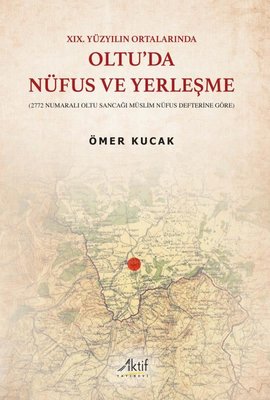 XIX. YÜZYILIN ORTALARINDA
OLTU'DA
NÜFUS VE YERLEŞME
(2772 NUMARALI OLTU SANCAĞI MÜSLİM NÜFUS DEFTERİNE GÖRE)
ÖMER KUCAK
Aktif
YAYINEVİ